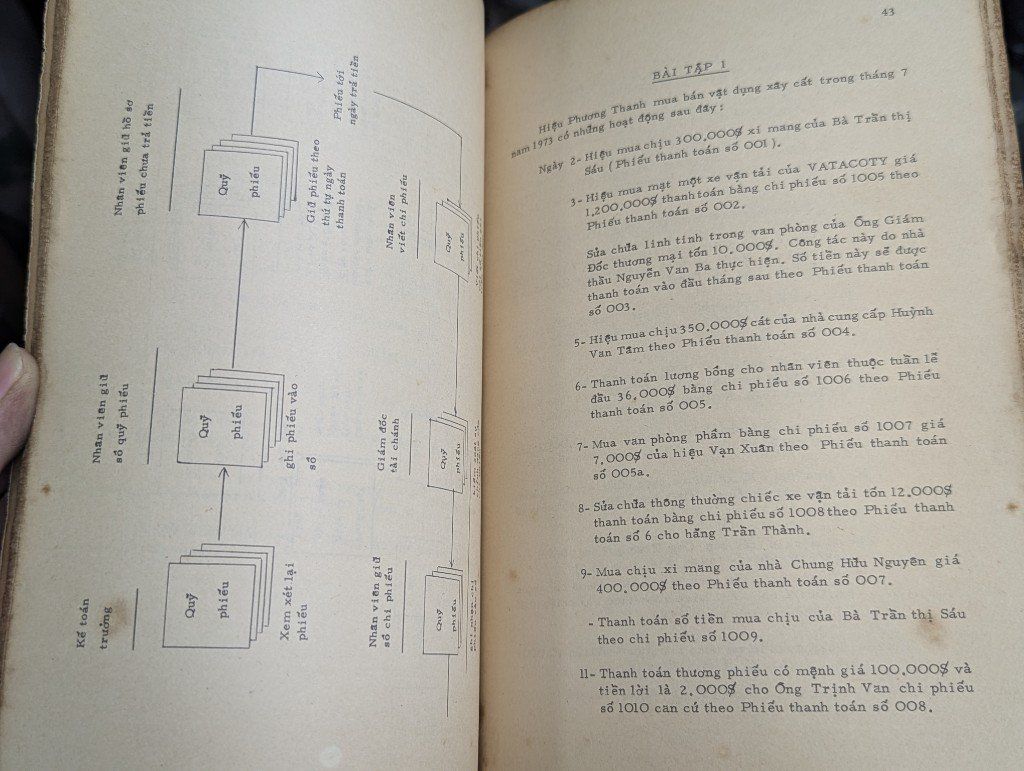 Kế toán
trưởng
Quỹ
phiếu
Xem xét lại
phiếu
Nhân viên giữ
sổ quỹ phiếu
Quỹ
phiếu
ghi phiếu vào
sổ
Nhân viên giữ hồ sơ
phiếu chưa trả tiền
Quỹ
phiếu
Giữ phiếu theo
thứ tự ngày
thanh toán
Phiếu tới
ngày trả tiền
Nhân viên
viết chi phiếu
Quỹ
phiếu
Giám đốc
tài chánh
Quỹ
phiếu
Nhân viên giữ
sổ chi phiếu
Quỹ
phiếu
43
BÀI TẬP 1
Hiệu Phương Thanh mua bán vật dụng xây cất trong tháng 7
năm 1973 có những hoạt động sau đây :
Ngày 2- Hiệu mua chịu 300,000$ xi măng của Bà Trần thị
Sáu ( Phiếu thanh toán số 001 ).
3- Hiệu mua mặt một xe vận tải của VATACOTY giá
1,200,000$ thanh toán bằng chi phiếu số 1005 theo
Phiếu thanh toán số 002.
Sửa chữa linh tinh trong văn phòng của Ông Giám
Đốc thương mại tốn 10.000$. Công tác này do nhà
thầu Nguyễn Văn Ba thực hiện. Số tiền này sẽ được
thanh toán vào đầu tháng sau theo Phiếu thanh toán
số 003.
5- Hiệu mua chịu 350,000$ cát của nhà cung cấp Huỳnh
Văn Tâm theo Phiếu thanh toán số 004.
6- Thanh toán lương bổng cho nhân viên thuộc tuần lễ
đầu 36,000$ bằng chi phiếu số 1006 theo Phiếu
thanh toán số 005.
7- Mua văn phòng phẩm bằng chi phiếu số 1007 giá
7,000$ của hiệu Vạn Xuân theo Phiếu thanh toán
số 005a.
8- Sửa chữa thông thường chiếc xe vận tải tốn 12.000$
thanh toán bằng chi phiếu số 1008 theo Phiếu thanh
toán số 6 cho hãng Trần Thành.
9- Mua chịu xi măng của nhà Chung Hữu Nguyên giá
400,000$ theo Phiếu thanh toán số 007.
- Thanh toán số tiền mua chịu của Bà Trần thị Sáu
theo chi phiếu số 1009.
11- Thanh toán thương phiếu có mệnh giá 100,000$ và
tiền lời là 2,000$ cho Ông Trịnh Văn chi phiếu
số 1010 căn cứ theo Phiếu thanh toán số 008.